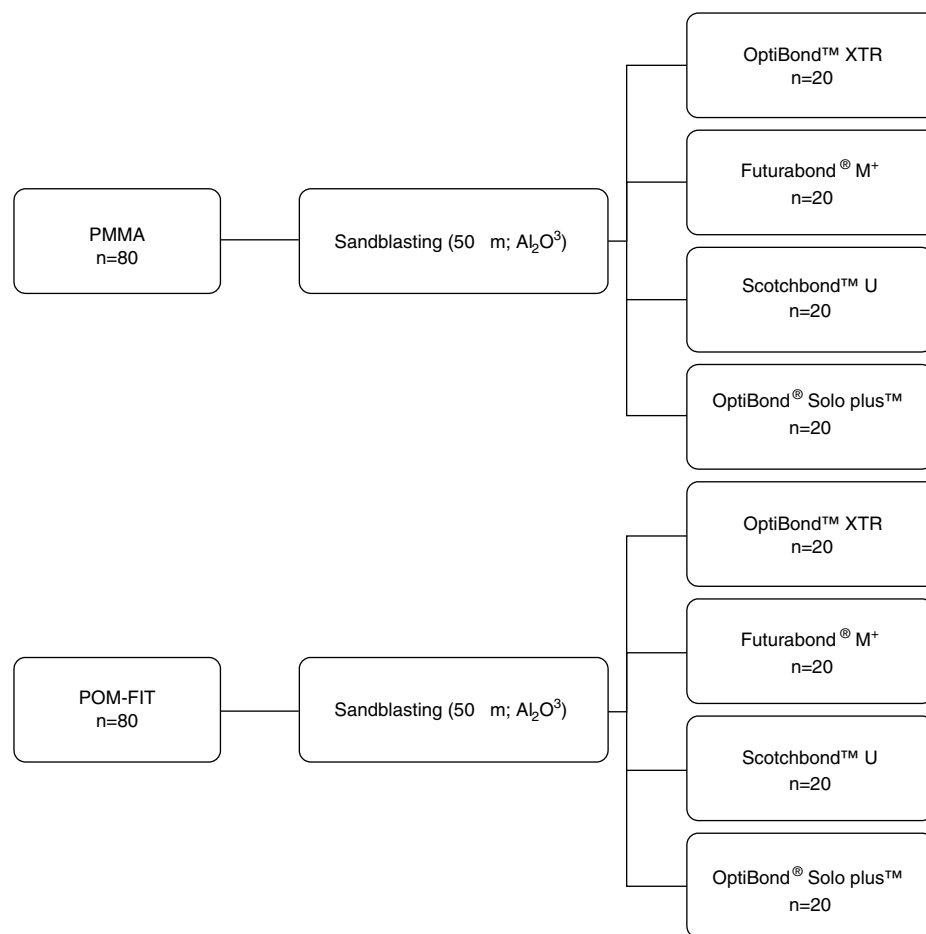 OptiBond™ XTR
n=20
Futurabond® M⁺
n=20
PMMA
n=80
Sandblasting (50 m; Al₂O³)
Scotchbond™ U
n=20
OptiBond® Solo plus™
n=20
OptiBond™ XTR
n=20
Futurabond® M⁺
n=20
POM-FIT
n=80
Sandblasting (50 m; Al₂O³)
Scotchbond™ U
n=20
OptiBond® Solo plus™
n=20